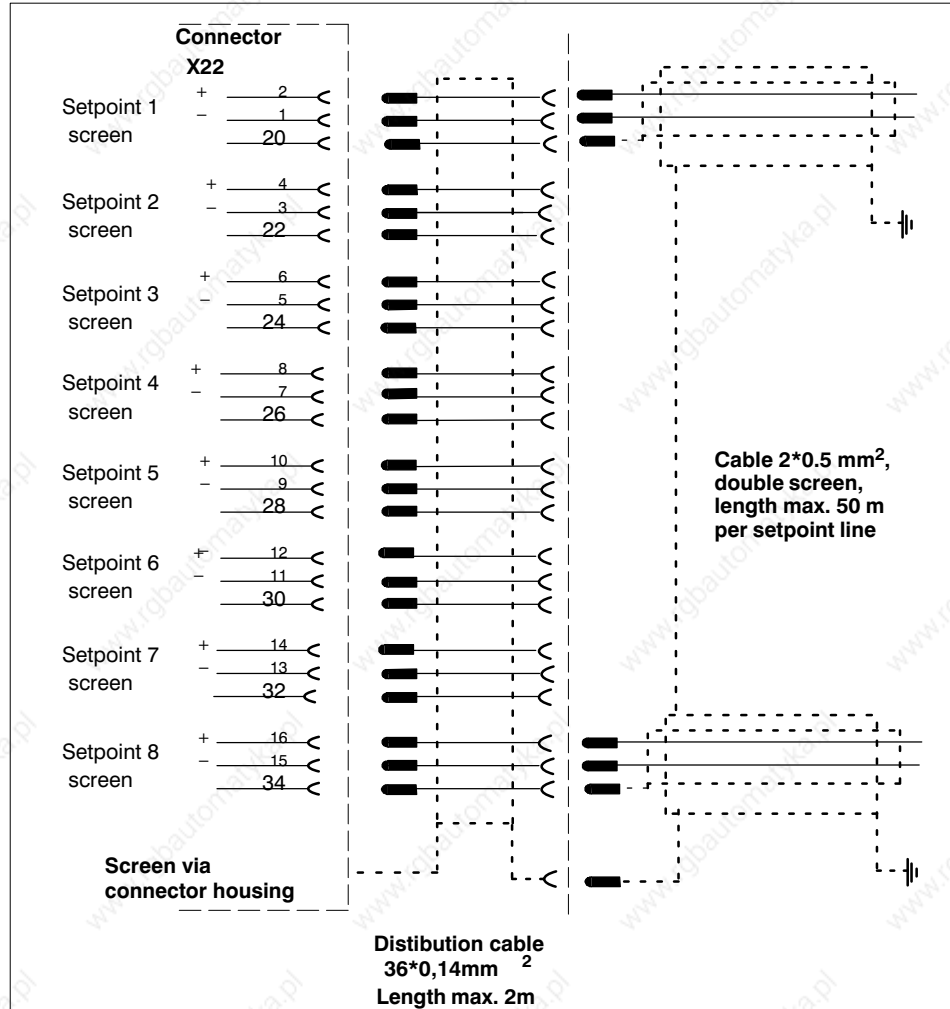 Connector
X22
Setpoint 1 + 2
− 1
screen 20
Setpoint 2 + 4
− 3
screen 22
Setpoint 3 + 6
− 5
screen 24
Setpoint 4 + 8
− 7
screen 26
Setpoint 5 + 10
− 9
screen 28
Setpoint 6 + 12
− 11
screen 30
Setpoint 7 + 14
− 13
screen 32
Setpoint 8 + 16
− 15
screen 34
Cable 2*0.5 mm2,
double screen,
length max. 50 m
per setpoint line
Screen via
connector housing
Distibution cable
36*0,14mm 2
Length max. 2m
www.rgbautomatyka.pl